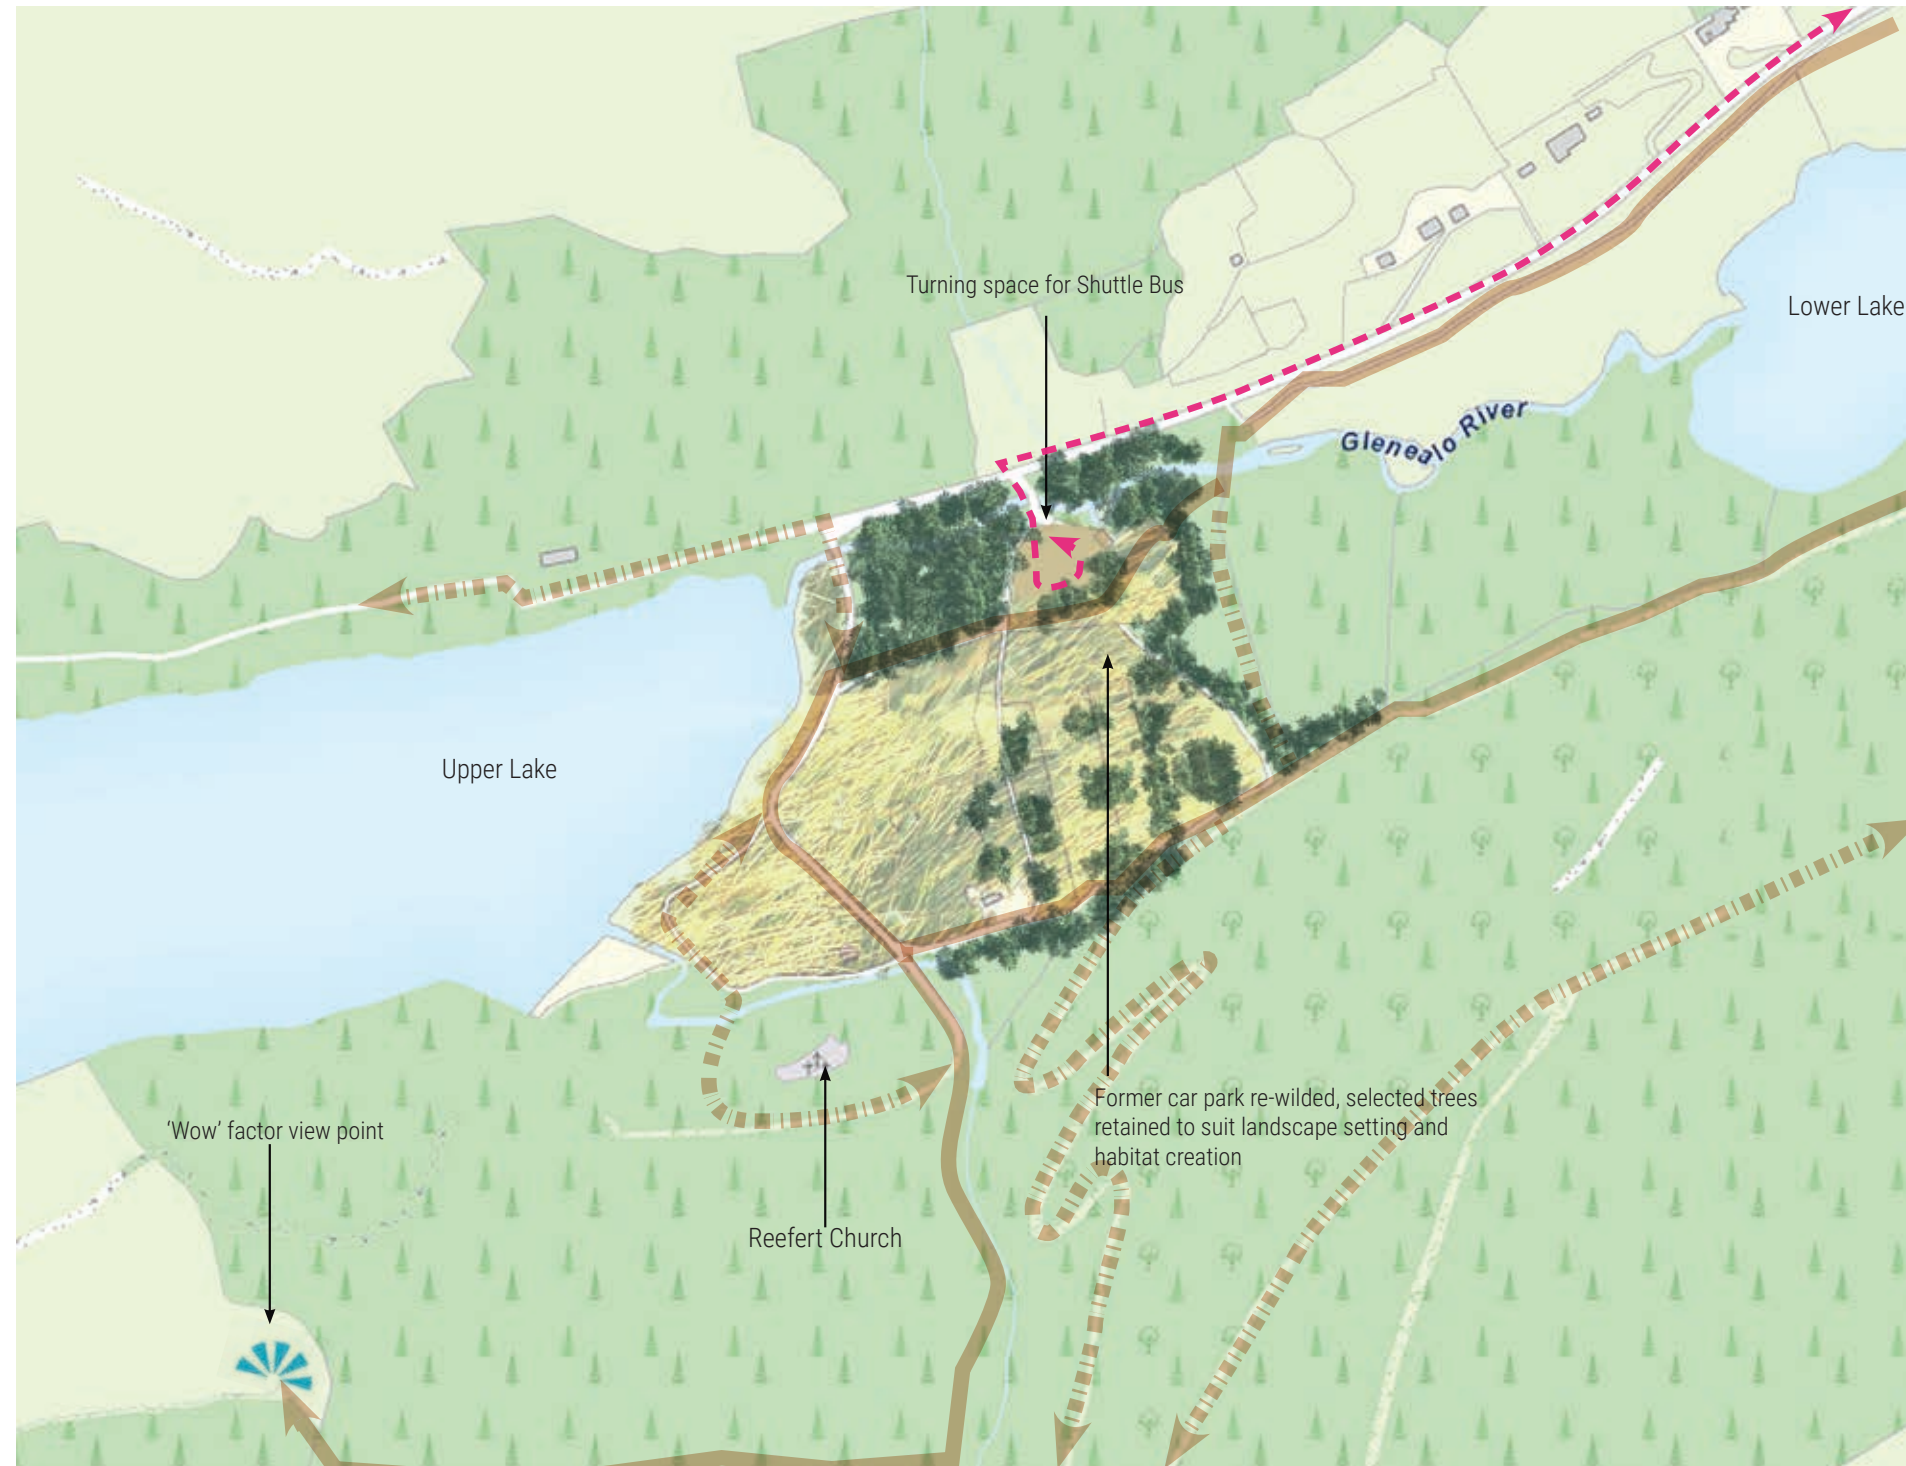 Turning space for Shuttle Bus
Lower Lake
Glenealo River
Upper Lake
Former car park re-wilded, selected trees
retained to suit landscape setting and
habitat creation
'Wow' factor view point
Reefert Church